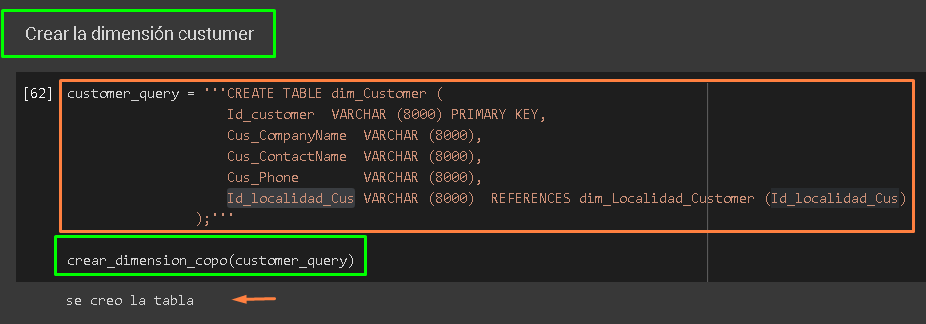 Crear la dimensión custumer
[62] customer_query = '''CREATE TABLE dim_Customer (
Id_customer VARCHAR (8000) PRIMARY KEY,
Cus_CompanyName VARCHAR (8000),
Cus_ContactName VARCHAR (8000),
Cus_Phone VARCHAR (8000),
Id_localidad_Cus VARCHAR (8000) REFERENCES dim_Localidad_Customer (Id_localidad_Cus)
);'''
crear_dimension_copo(customer_query)
se creo la tabla